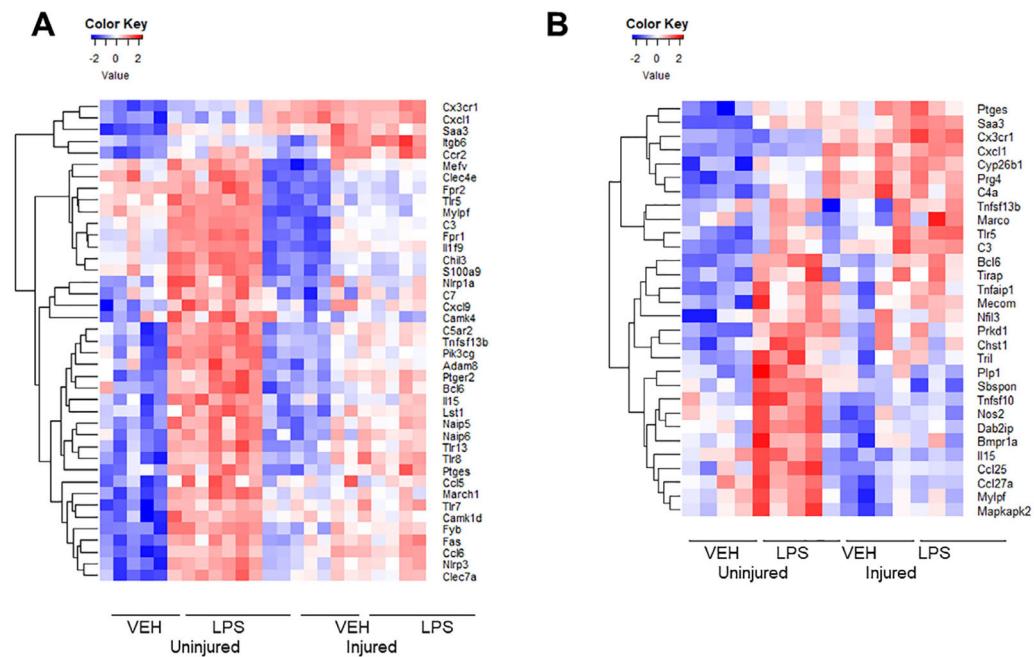 A
Color Key
-2 0 2
Value
Cx3cr1
Cxcl1
Saa3
Itgb6
Ccr2
Mefv
Clec4e
Fpr2
Tlr5
Mylpf
C3
Fpr1
Il1f9
Chil3
S100a9
Nlrp1a
C7
Cxcl9
Camk4
C5ar2
Tnfsf13b
Pik3cg
Adam8
Ptger2
Bcl6
Il15
Lst1
Naip5
Naip6
Tlr13
Tlr8
Ptges
Ccl5
March1
Tlr7
Camk1d
Fyb
Fas
Ccl6
Nlrp3
Clec7a
VEH LPS VEH LPS
Uninjured Injured
B
Color Key
-2 0 2
Value
Ptges
Saa3
Cx3cr1
Cxcl1
Cyp26b1
Prg4
C4a
Tnfsf13b
Marco
Tlr5
C3
Bcl6
Tirap
Tnfaip1
Mecom
Nfil3
Prkd1
Chst1
Tril
Plp1
Sbspon
Tnfsf10
Nos2
Dab2ip
Bmpr1a
Il15
Ccl25
Ccl27a
Mylpf
Mapkapk2
VEH LPS VEH LPS
Uninjured Injured